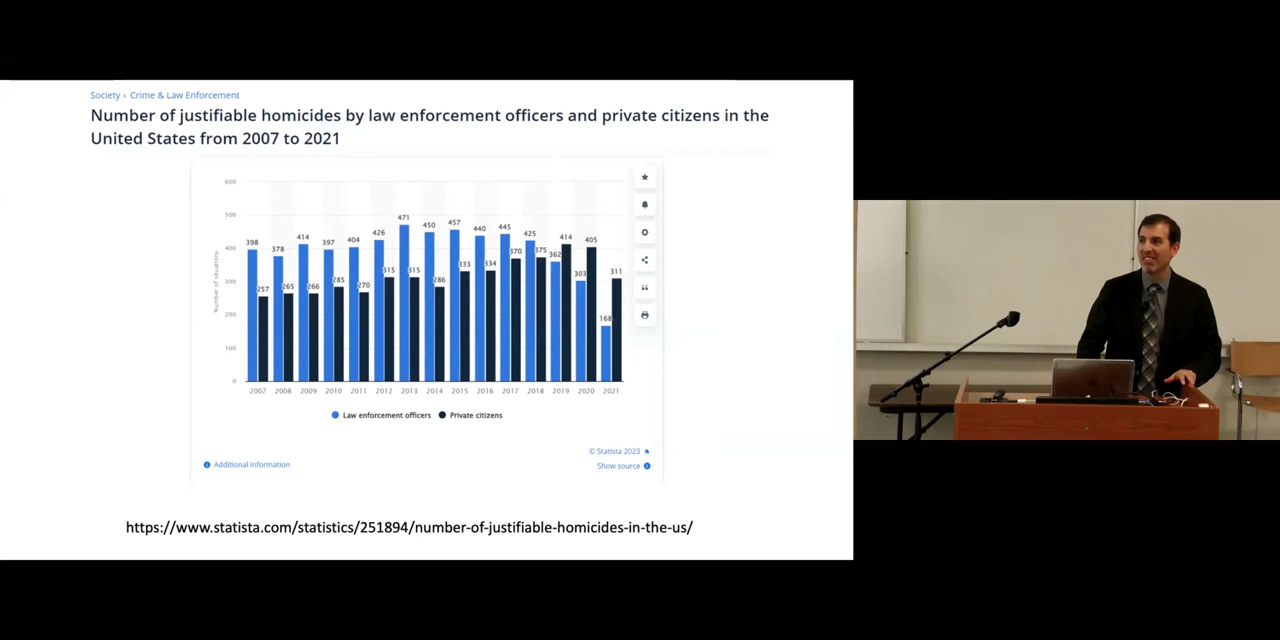 Society › Crime & Law Enforcement
Number of justifiable homicides by law enforcement officers and private citizens in the
United States from 2007 to 2021
600
500
400
300
200
100
0
Number of situations
398 378 414 397 404 426 471 450 457 440 445 425 362 303 168
257 265 266 285 270 315 315 286 333 334 370 375 414 405 311
2007 2008 2009 2010 2011 2012 2013 2014 2015 2016 2017 2018 2019 2020 2021
Law enforcement officers Private citizens
© Statista 2023
Additional Information
Show source
https://www.statista.com/statistics/251894/number-of-justifiable-homicides-in-the-us/